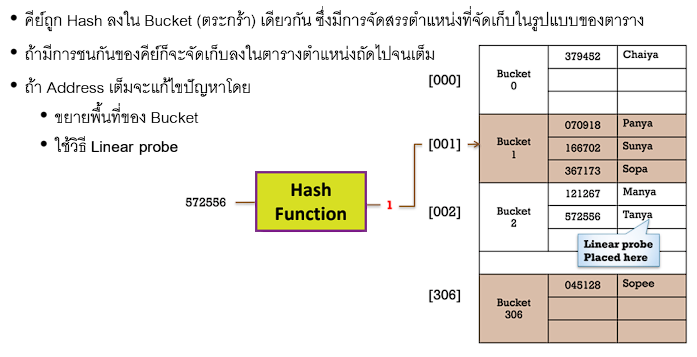 • คีย์ถูก Hash ลงใน Bucket (ตระกร้า) เดียวกัน ซึ่งมีการจัดสรรตำแหน่งที่จัดเก็บในรูปแบบของตาราง
• ถ้ามีการชนกันของคีย์ก็จะจัดเก็บลงในตารางตำแหน่งถัดไปจนเต็ม
• ถ้า Address เต็มจะแก้ไขปัญหาโดย
• ขยายพื้นที่ของ Bucket
• ใช้วิธี Linear probe
572556
Hash
Function
1
[000]
Bucket
0
379452 Chaiya
[001]
Bucket
1
070918 Panya
166702 Sunya
367173 Sopa
[002]
Bucket
2
121267 Manya
572556 Tanya
Linear probe
Placed here
[306]
Bucket
306
045128 Sopee